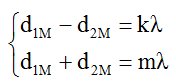 d₁M − d₂M = kλ
d₁M + d₂M = mλ